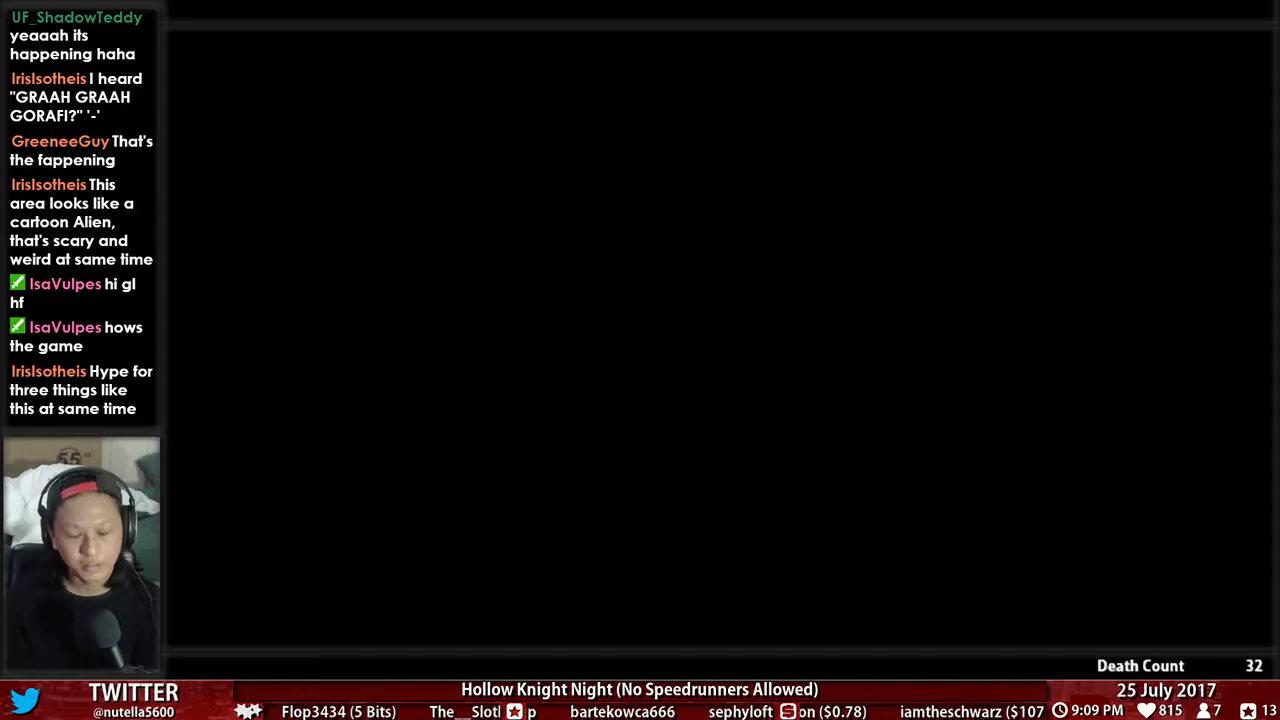 UF_ShadowTeddy
yeaaah its
happening haha
IrisIsotheis I heard
"GRAAH GRAAH
GORAFI?" '-'
GreeneeGuy That's
the fappening
IrisIsotheis This
area looks like a
cartoon Alien,
that's scary and
weird at same time
IsaVulpes hi gl
hf
IsaVulpes hows
the game
IrisIsotheis Hype for
three things like
this at same time
55"
Death Count 32
TWITTER
@nutella5600
Hollow Knight Night (No Speedrunners Allowed)
25 July 2017
Flop3434 (5 Bits) The__Slot p bartekowca666 sephyloft on ($0.78) iamtheschwarz ($107
9:09 PM 815 7 13